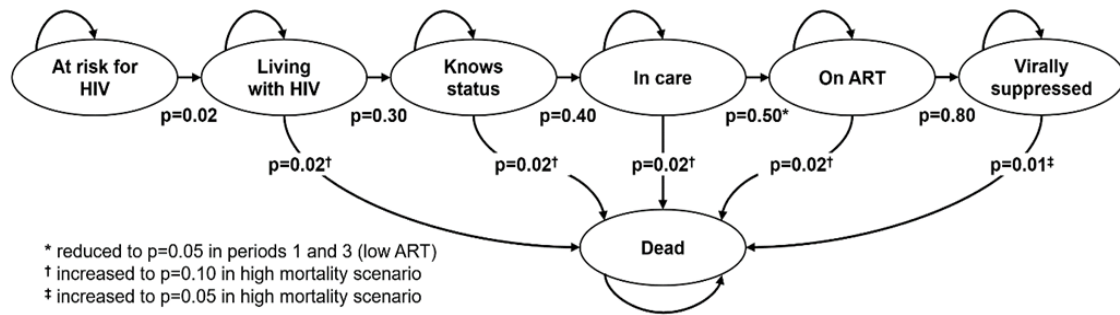 At risk for
HIV
Living
with HIV
Knows
status
In care
On ART
Virally
suppressed
p=0.02
p=0.30
p=0.40
p=0.50*
p=0.80
p=0.02†
p=0.02†
p=0.02†
p=0.02†
p=0.01‡
Dead
* reduced to p=0.05 in periods 1 and 3 (low ART)
† increased to p=0.10 in high mortality scenario
‡ increased to p=0.05 in high mortality scenario